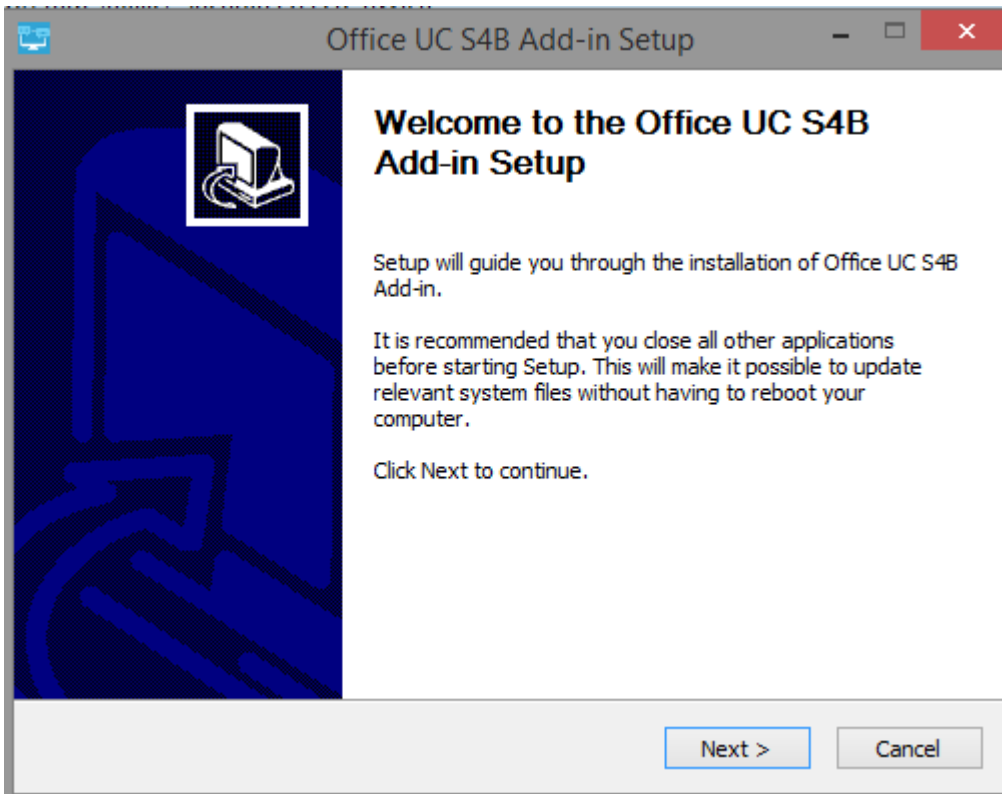 Office UC S4B Add-in Setup
Welcome to the Office UC S4B
Add-in Setup
Setup will guide you through the installation of Office UC S4B
Add-in.
It is recommended that you close all other applications
before starting Setup. This will make it possible to update
relevant system files without having to reboot your
computer.
Click Next to continue.
Next >
Cancel